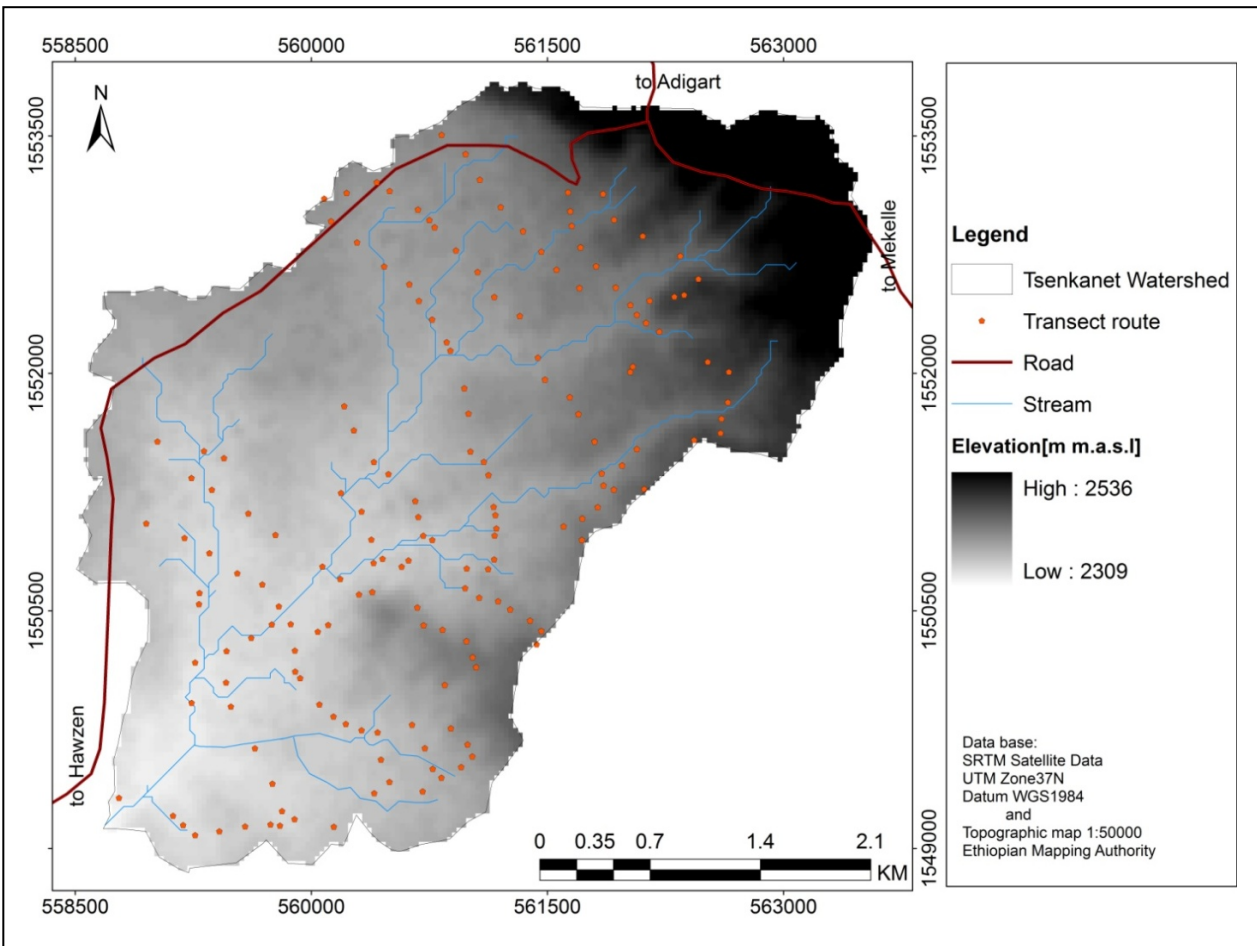 558500 560000 561500 563000
to Adigart
N
1553500 1553500
to Mekelle
1552000 1552000
1550500 1550500
to Hawzen
1549000 1549000
0 0.35 0.7 1.4 2.1
KM
558500 560000 561500 563000
Legend
Tsenkanet Watershed
Transect route
Road
Stream
Elevation[m m.a.s.l]
High : 2536
Low : 2309
Data base:
SRTM Satellite Data
UTM Zone37N
Datum WGS1984
and
Topographic map 1:50000
Ethiopian Mapping Authority